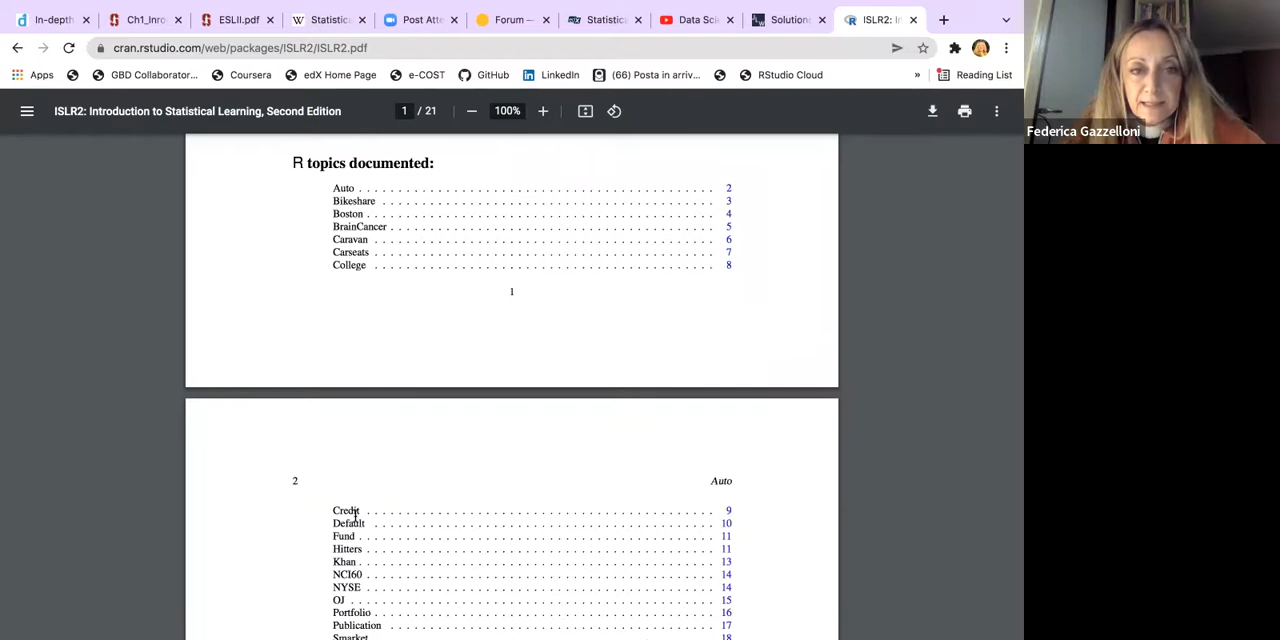 In-depth
Ch1_Inro
ESLII.pdf
Statistica
Post Atte
Forum —
Statistic
Data Sci
Solution
ISLR2: I
cran.rstudio.com/web/packages/ISLR2/ISLR2.pdf
Apps GBD Collaborator... Coursera edX Home Page e-COST GitHub LinkedIn (66) Posta in arriv... RStudio Cloud » Reading List
ISLR2: Introduction to Statistical Learning, Second Edition 1 / 21 100%
Federica Gazzelloni
R topics documented:
Auto . . . . . . . . . . . . . . . . . . . . . . . . . . . . . . . . . . . . . . . . . . . . 2
Bikeshare . . . . . . . . . . . . . . . . . . . . . . . . . . . . . . . . . . . . . . . . . . 3
Boston . . . . . . . . . . . . . . . . . . . . . . . . . . . . . . . . . . . . . . . . . . . 4
BrainCancer . . . . . . . . . . . . . . . . . . . . . . . . . . . . . . . . . . . . . . . . . 5
Caravan . . . . . . . . . . . . . . . . . . . . . . . . . . . . . . . . . . . . . . . . . . . 6
Carseats . . . . . . . . . . . . . . . . . . . . . . . . . . . . . . . . . . . . . . . . . . 7
College . . . . . . . . . . . . . . . . . . . . . . . . . . . . . . . . . . . . . . . . . . . 8
1
2 Auto
Credit . . . . . . . . . . . . . . . . . . . . . . . . . . . . . . . . . . . . . . . . . . . 9
Default . . . . . . . . . . . . . . . . . . . . . . . . . . . . . . . . . . . . . . . . . . . 10
Fund . . . . . . . . . . . . . . . . . . . . . . . . . . . . . . . . . . . . . . . . . . . . 11
Hitters . . . . . . . . . . . . . . . . . . . . . . . . . . . . . . . . . . . . . . . . . . . 11
Khan . . . . . . . . . . . . . . . . . . . . . . . . . . . . . . . . . . . . . . . . . . . . 13
NCI60 . . . . . . . . . . . . . . . . . . . . . . . . . . . . . . . . . . . . . . . . . . . 14
NYSE . . . . . . . . . . . . . . . . . . . . . . . . . . . . . . . . . . . . . . . . . . . . 14
OJ . . . . . . . . . . . . . . . . . . . . . . . . . . . . . . . . . . . . . . . . . . . . . 15
Portfolio . . . . . . . . . . . . . . . . . . . . . . . . . . . . . . . . . . . . . . . . . . 16
Publication . . . . . . . . . . . . . . . . . . . . . . . . . . . . . . . . . . . . . . . . . 17
Smarket . . . . . . . . . . . . . . . . . . . . . . . . . . . . . . . . . . . . . . . . . . . 18